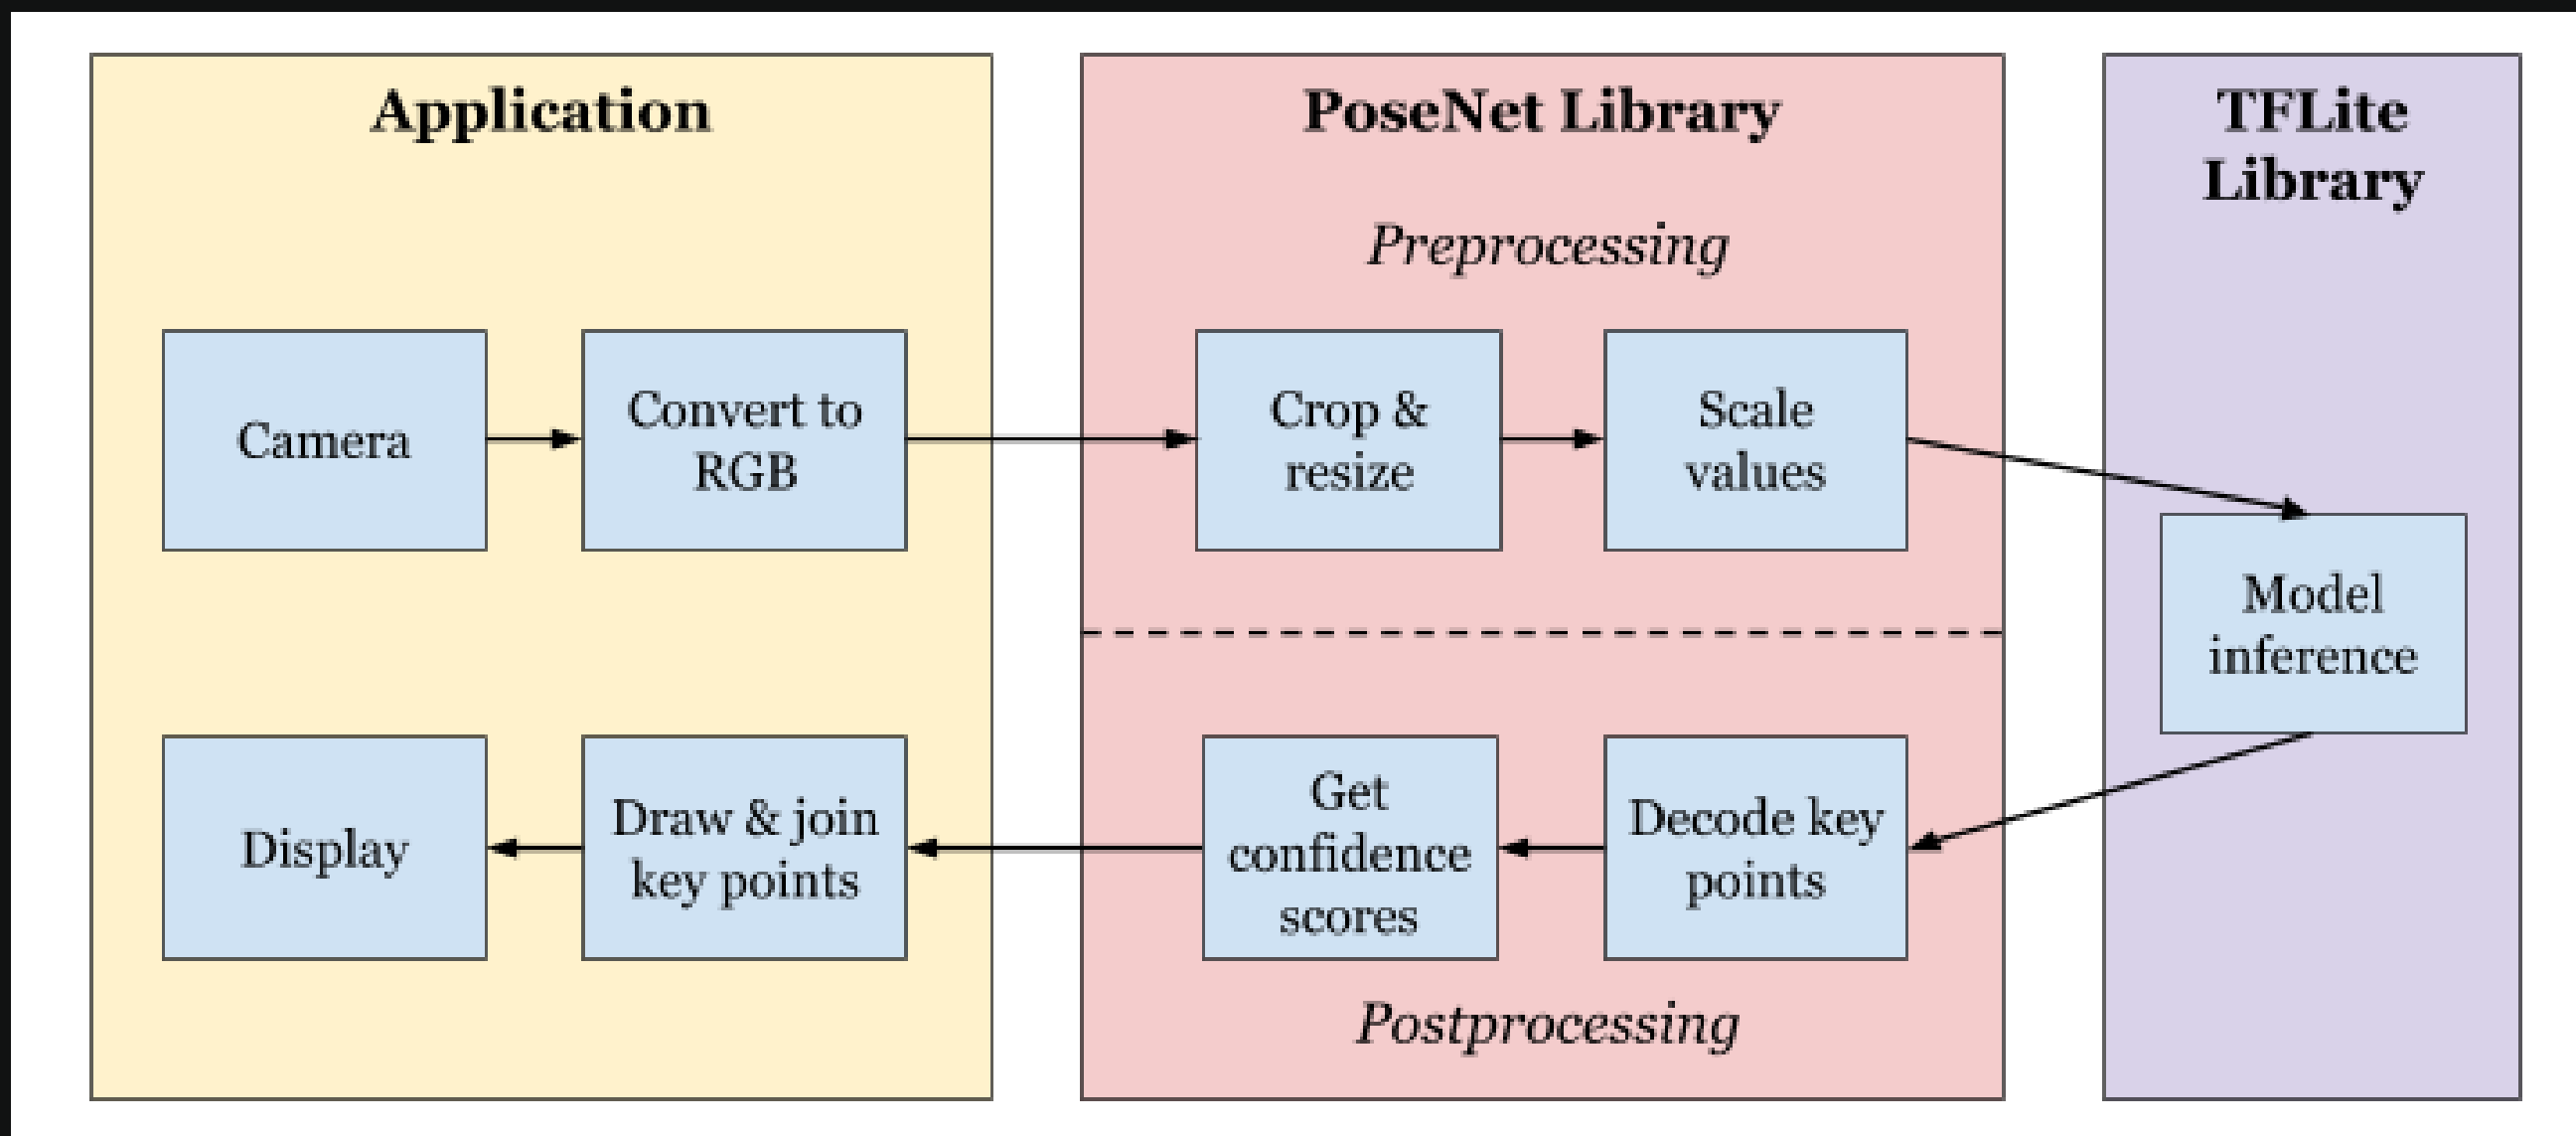 Application
PoseNet Library
TFLite
Library
Preprocessing
Camera
Convert to
RGB
Crop &
resize
Scale
values
Model
inference
Display
Draw & join
key points
Get
confidence
scores
Decode key
points
Postprocessing